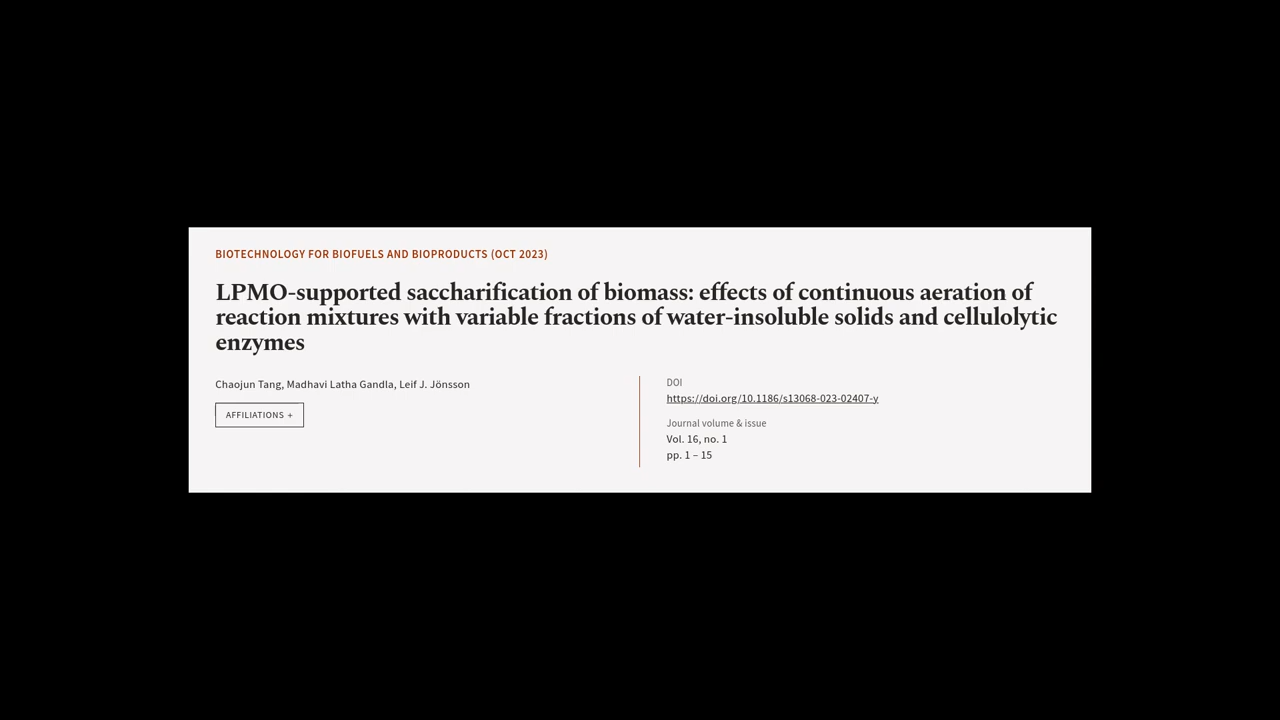 BIOTECHNOLOGY FOR BIOFUELS AND BIOPRODUCTS (OCT 2023)
LPMO-supported saccharification of biomass: effects of continuous aeration of
reaction mixtures with variable fractions of water-insoluble solids and cellulolytic
enzymes
Chaojun Tang, Madhavi Latha Gandla, Leif J. Jönsson
AFFILIATIONS +
DOI
https://doi.org/10.1186/s13068-023-02407-y
Journal volume & issue
Vol. 16, no. 1
pp. 1 – 15